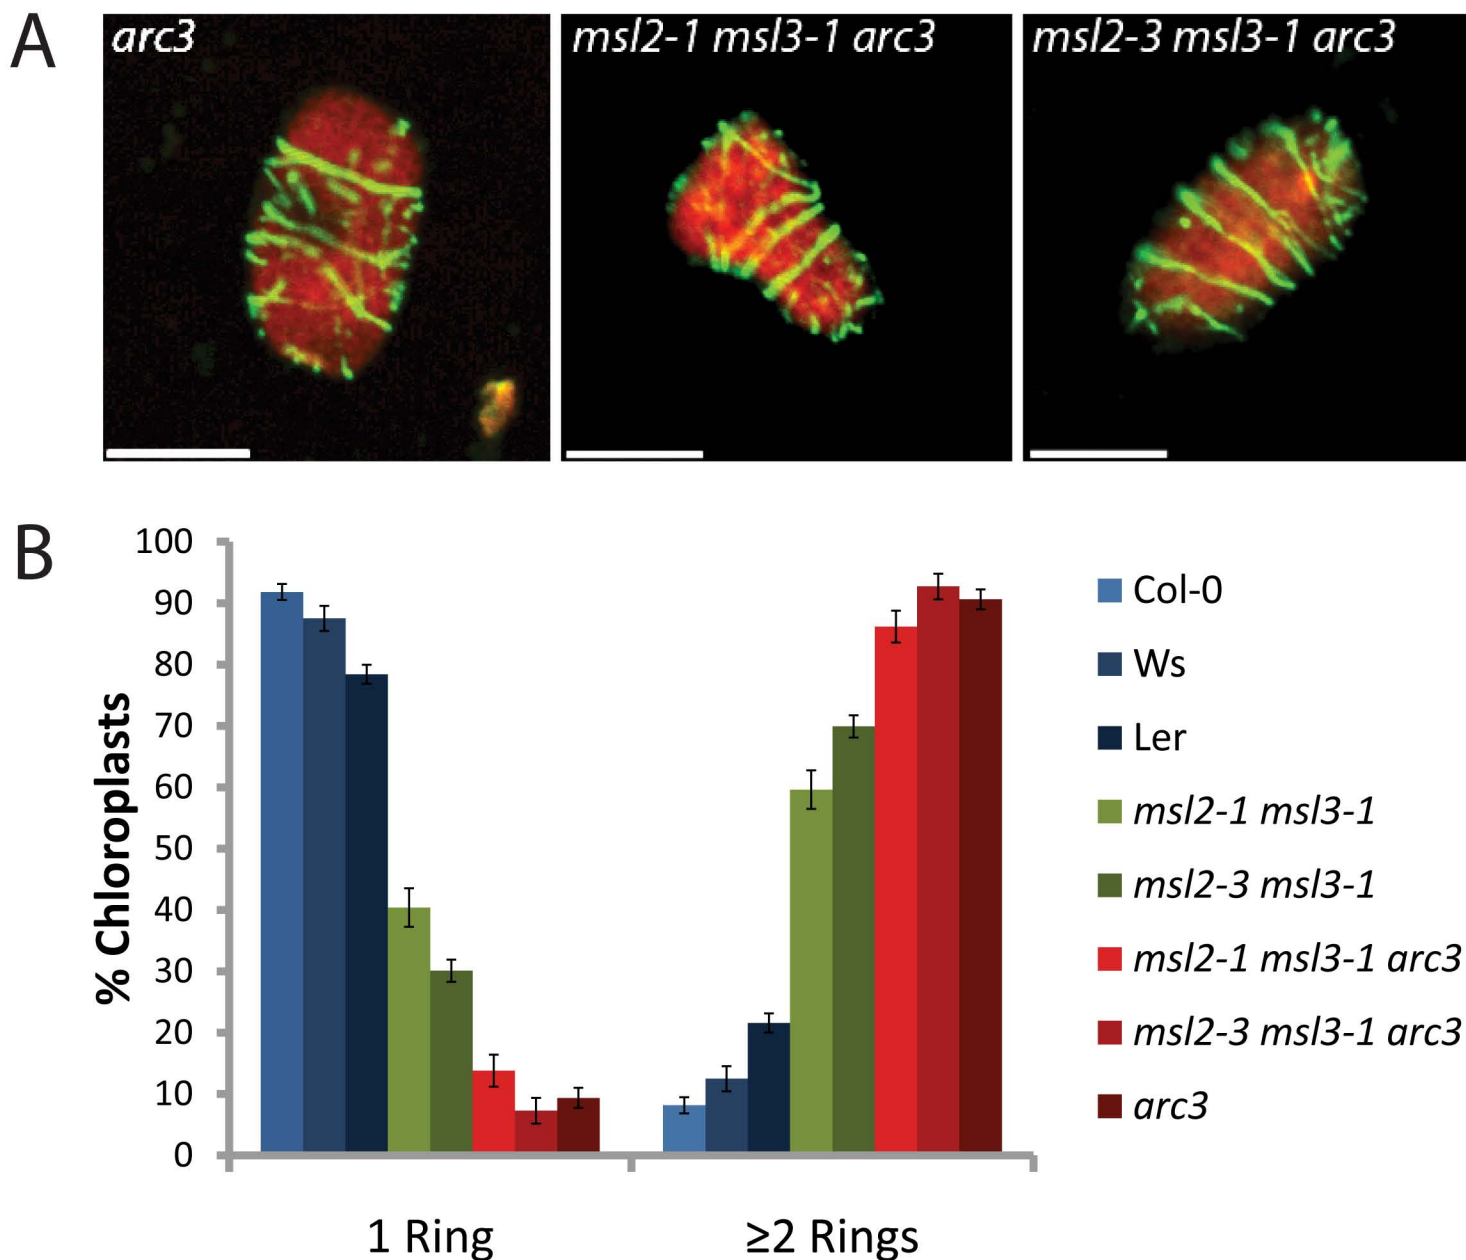 A
arc3
msl2-1 msl3-1 arc3
msl2-3 msl3-1 arc3
B
% Chloroplasts
100
90
80
70
60
50
40
30
20
10
0
1 Ring
≥2 Rings
Col-0
Ws
Ler
msl2-1 msl3-1
msl2-3 msl3-1
msl2-1 msl3-1 arc3
msl2-3 msl3-1 arc3
arc3